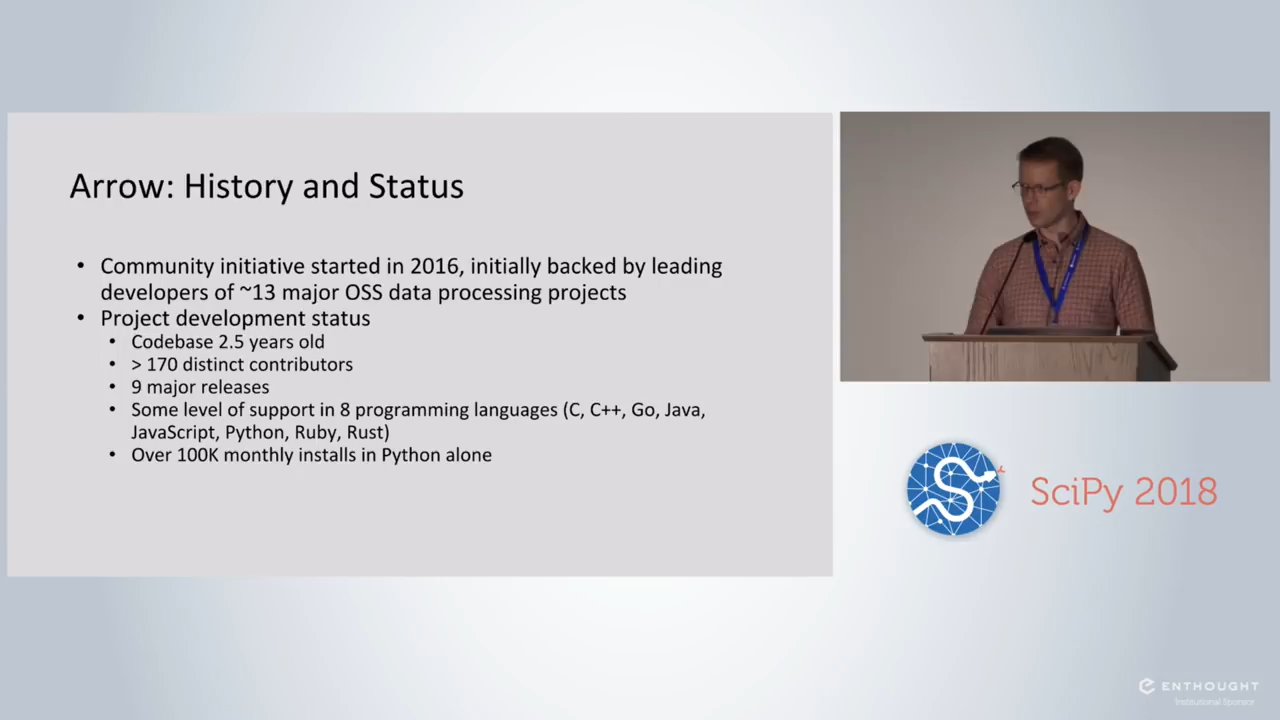 Arrow: History and Status
• Community initiative started in 2016, initially backed by leading
developers of ~13 major OSS data processing projects
• Project development status
• Codebase 2.5 years old
• > 170 distinct contributors
• 9 major releases
• Some level of support in 8 programming languages (C, C++, Go, Java,
JavaScript, Python, Ruby, Rust)
• Over 100K monthly installs in Python alone
SciPy 2018
ENTHOUGHT
Institutional Sponsor